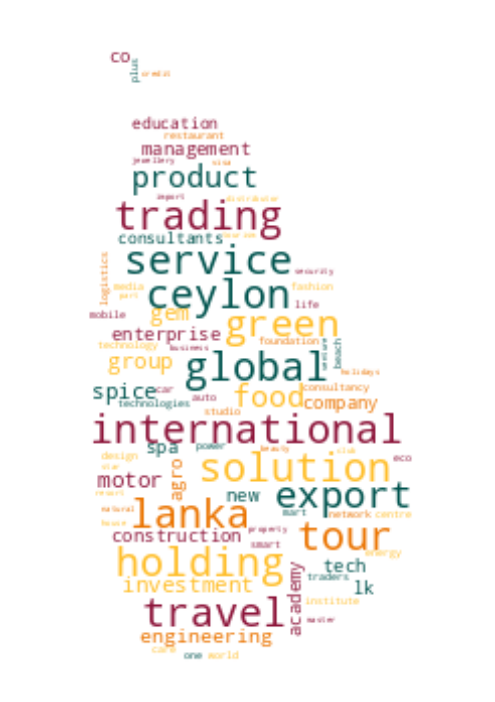 co
plus
credit
education
restaurant
management
jewellery visa
product
import distributor
trading
consultants
service
logistics
security
ceylon
media fashion
part
life
mobile
gem
green
enterprise
foundation
technology
business
secure
beach
group
global
holidays
spice
car
consultancy
food
auto
technologies
company
studio
international
spa
power
beauty
club
design
eco
star
solution
motor
agro
resort
new
export
natural
lanka
mart
network centre
house
tour
construction
property
smart
energy
holding
tech
traders
investment
academy
lk
institute
travel
master
engineering
care
one world